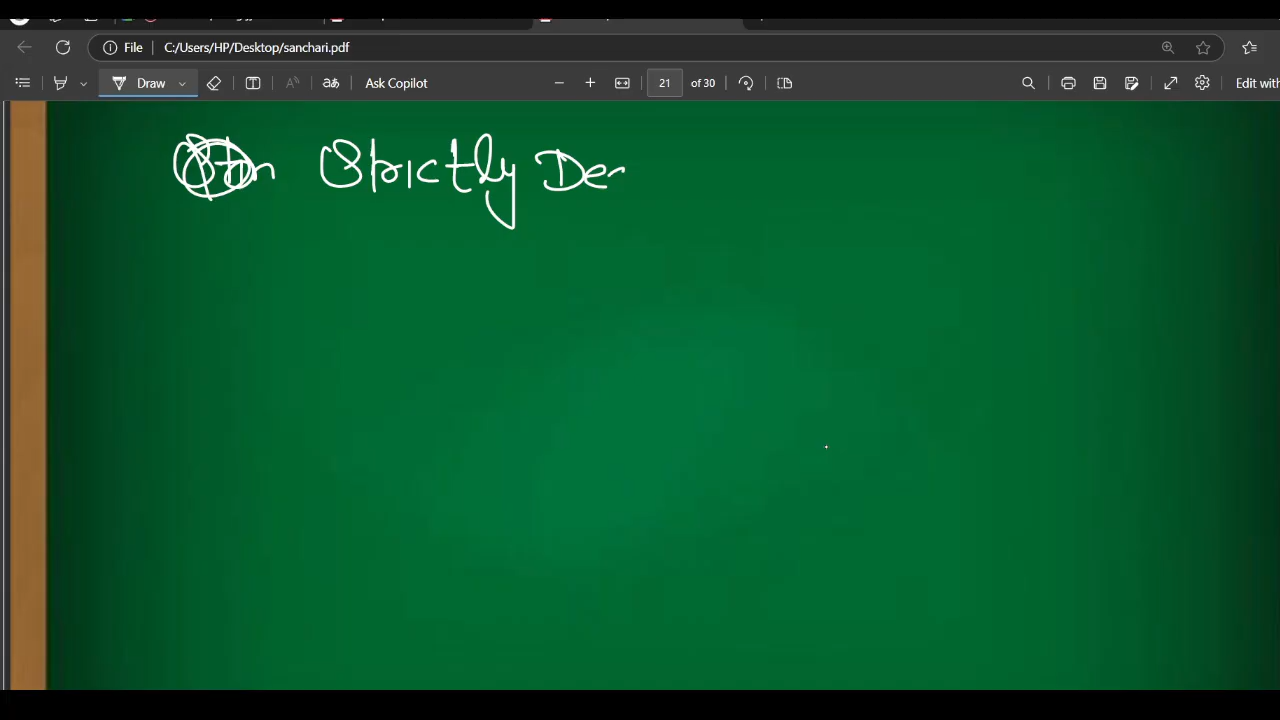 File C:/Users/HP/Desktop/sanchari.pdf
Draw Ask Copilot 21 of 30 Edit with
Strictly Der